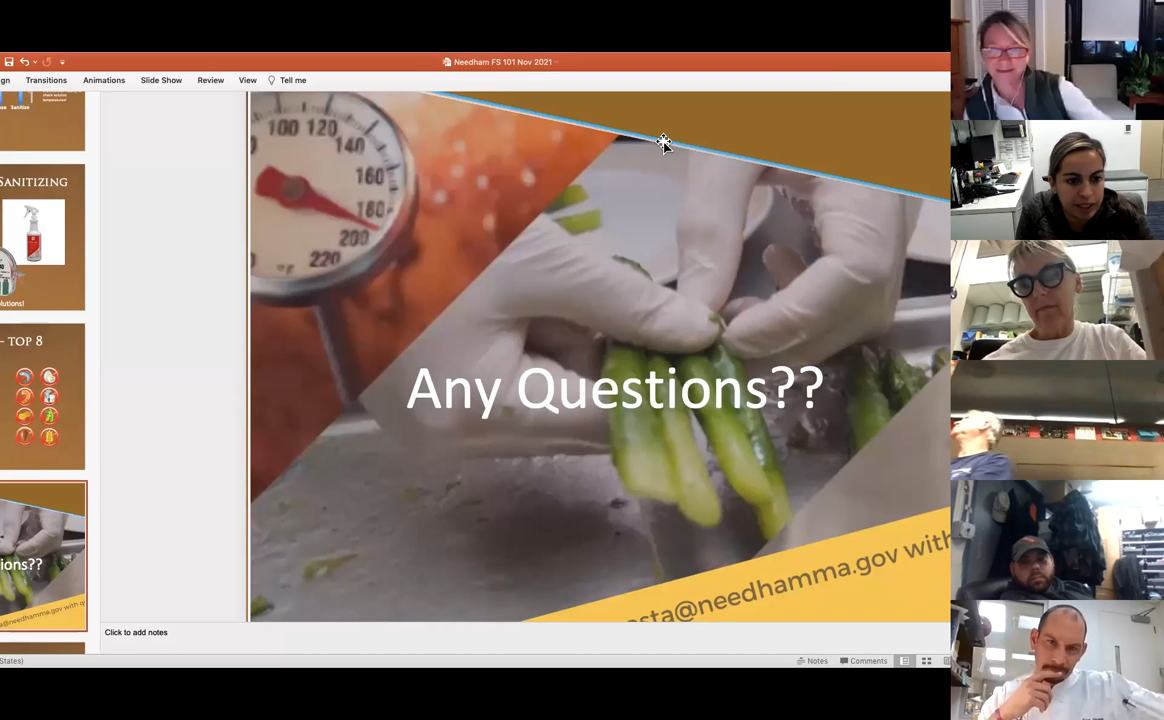 Needham FS 101 Nov 2021
Transitions Animations Slide Show Review View Tell me
SANITIZING
- TOP 8
ions??
100 120
140
160
180
200
220
°F
Any Questions??
sta@needhamma.gov with
Click to add notes
States)
Notes Comments